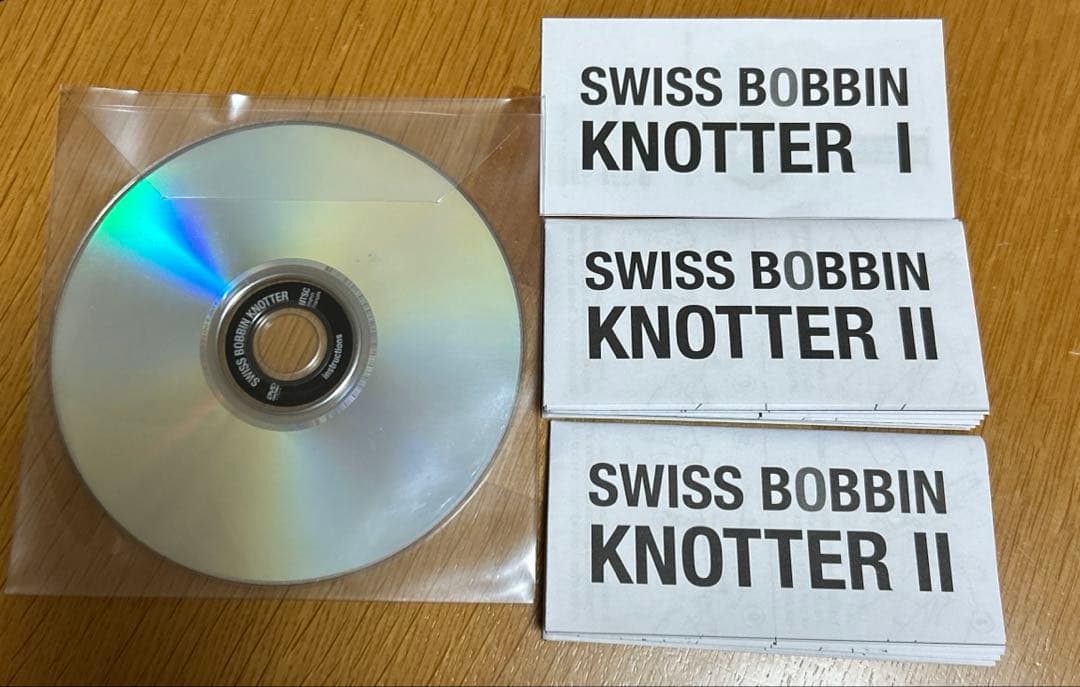 SWISS BOBBIN KNOTTER
NTSC
Instructions
DVD
SWISS BOBBIN
KNOTTER I
SWISS BOBBIN
KNOTTER II
SWISS BOBBIN
KNOTTER II